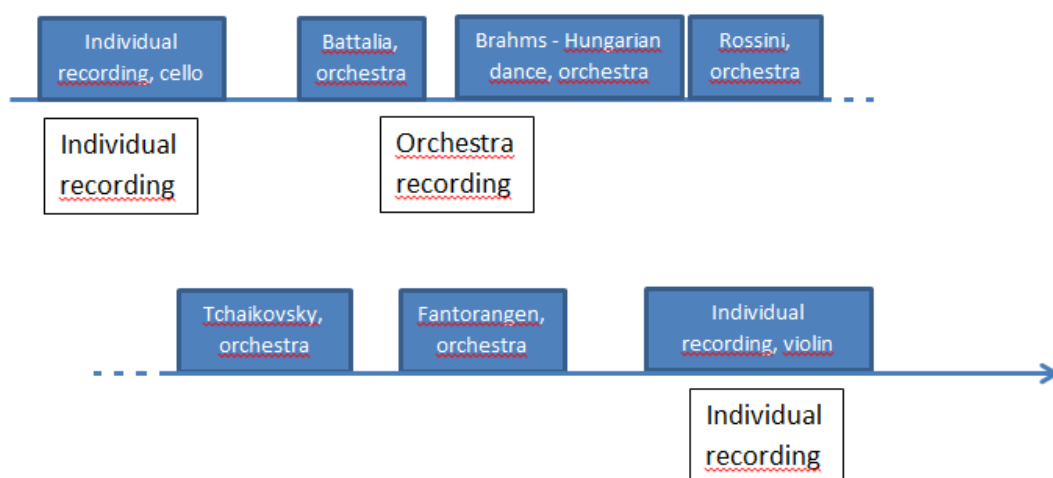 Individual
recording, cello
Battalia,
orchestra
Brahms - Hungarian
dance, orchestra
Rossini,
orchestra
Individual
recording
Orchestra
recording
Tchaikovsky,
orchestra
Fantorangen,
orchestra
Individual
recording, violin
Individual
recording